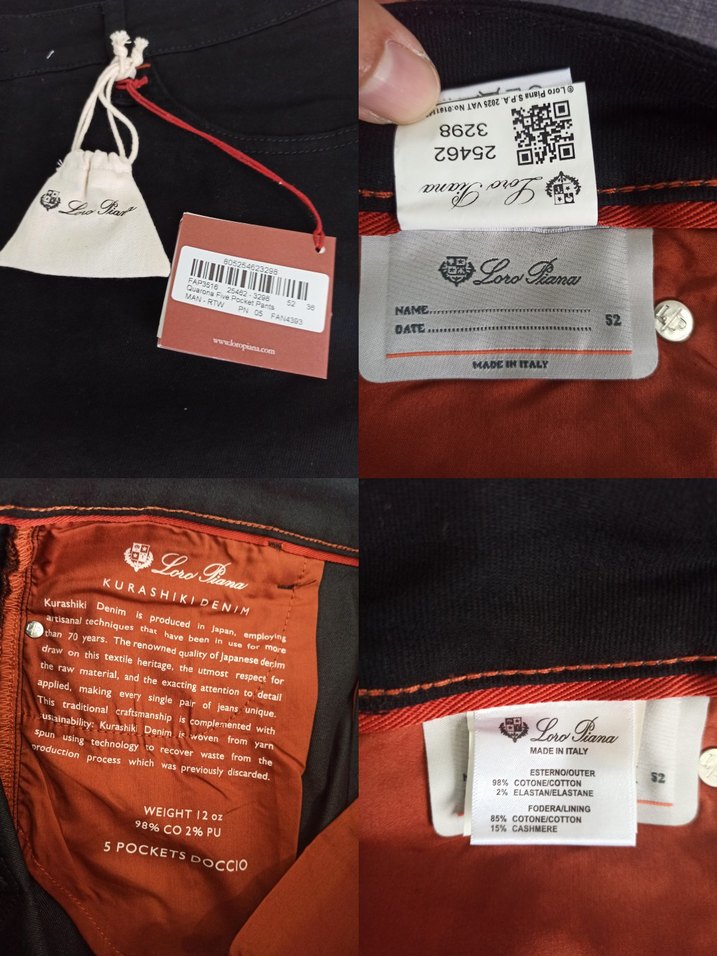 Loro Piana
805254623298
FAP3516 25462 - 3298 52 36
Quarona Five Pocket Pants
MAN - RTW PN 05 FAN4393
www.loropiana.com
® Loro Piana S.P.A. 2025 VAT No:
25462
3298
Loro Piana
Loro Piana
NAME
DATE
52
MADE IN ITALY
Loro Piana
KURASHIKI DENIM
Kurashiki Denim is produced in Japan, employing
artisanal techniques that have been in use for more
than 70 years. The renowned quality of Japanese denim
draw on this textile heritage, the utmost respect for
the raw material, and the exacting attention to detail
applied, making every single pair of jeans unique.
This traditional craftsmanship is complemented with
sustainability: Kurashiki Denim is woven from yarn
spun using technology to recover waste from the
production process which was previously discarded.
WEIGHT 12 oz
98% CO 2% PU
5 POCKETS DOCCIO
Loro Piana
MADE IN ITALY
ESTERNO/OUTER
98% COTONE/COTTON
2% ELASTAN/ELASTANE
FODERA/LINING
85% COTONE/COTTON
15% CASHMERE
52